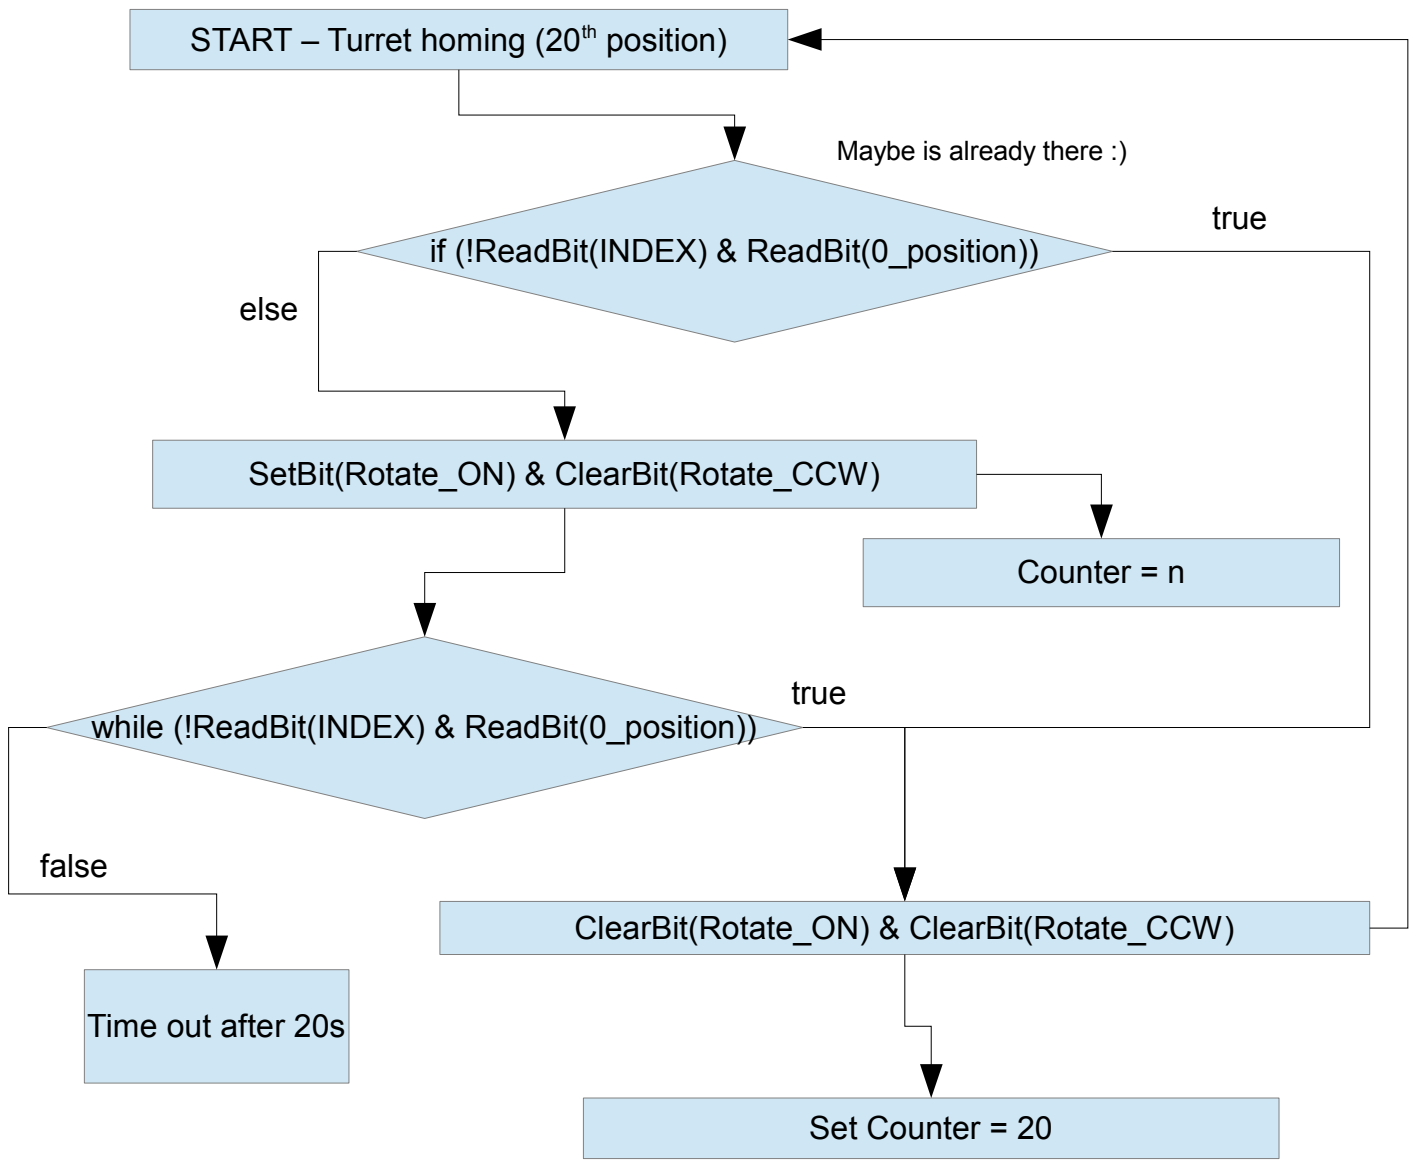 START – Turret homing (20th position)
Maybe is already there :)
true
if (!ReadBit(INDEX) & ReadBit(0_position))
else
SetBit(Rotate_ON) & ClearBit(Rotate_CCW)
Counter = n
true
while (!ReadBit(INDEX) & ReadBit(0_position))
false
ClearBit(Rotate_ON) & ClearBit(Rotate_CCW)
Time out after 20s
Set Counter = 20